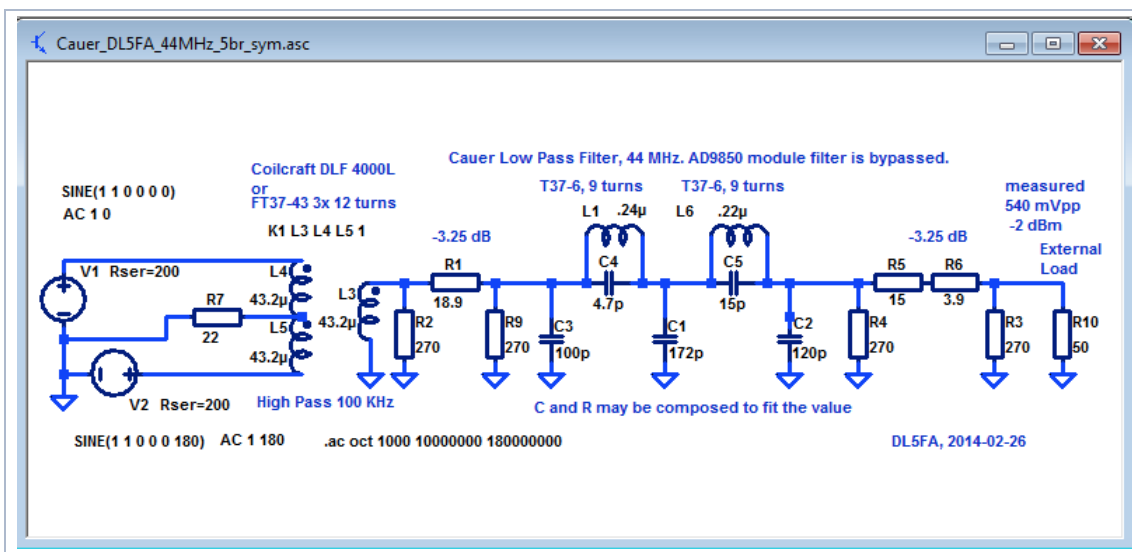 Cauer_DL5FA_44MHz_5br_sym.asc
Cauer Low Pass Filter, 44 MHz. AD9850 module filter is bypassed.
Coilcraft DLF 4000L
or
FT37-43 3x 12 turns
SINE(1 1 0 0 0 0)
AC 1 0
T37-6, 9 turns
T37-6, 9 turns
measured
540 mVpp
-2 dBm
External
Load
K1 L3 L4 L5 1
L1
.24µ
L6
.22µ
-3.25 dB
-3.25 dB
V1 Rser=200
L4
43.2µ
L3
43.2µ
L5
43.2µ
R7
22
R1
18.9
C4
4.7p
C5
15p
R5
15
R6
3.9
R2
270
R9
270
C3
100p
C1
172p
C2
120p
R4
270
R3
270
R10
50
V2 Rser=200
High Pass 100 KHz
C and R may be composed to fit the value
SINE(1 1 0 0 0 180)
AC 1 180
.ac oct 1000 10000000 180000000
DL5FA, 2014-02-26